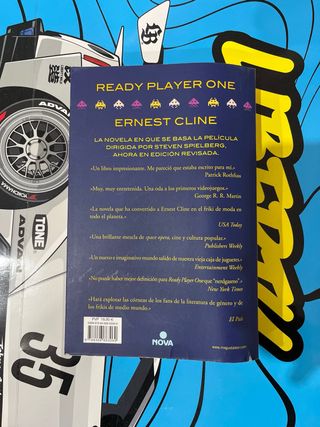 READY PLAYER ONE
ERNEST CLINE
LA NOVELA EN QUE SE BASA LA PELÍCULA
DIRIGIDA POR STEVEN SPIELBERG,
AHORA EN EDICIÓN REVISADA.
«Un libro impresionante. Me pareció que estaba escrito para mí.»
Patrick Rothfuss
«Muy, muy entretenida. Una oda a los primeros videojuegos.»
George R. R. Martin
«La novela que ha convertido a Ernest Cline en el friki de moda en
todo el planeta.»
USA Today
«Una brillante mezcla de space opera, cine y cultura popular.»
Publishers Weekly
«Un nuevo e imaginativo mundo salido de nuestra vieja caja de juguetes.»
Entertainment Weekly
«No puede haber mejor definición para Ready Player One que "nerdgasmo".»
New York Times
«Hará explotar las córneas de los fans de la literatura de género y de
los frikis de medio mundo.»
El País
NOVA
TONE
ADVAN
35